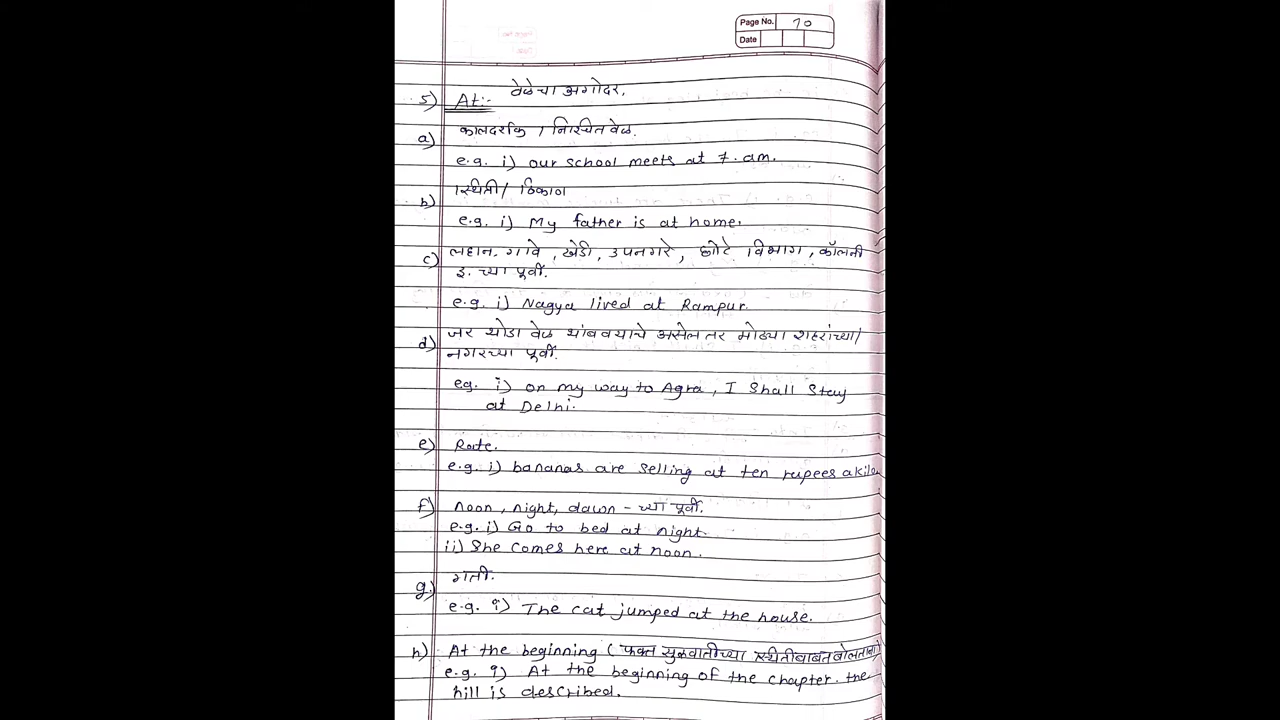 Page No. 10
Date
5) At:- वेळेचा अगोदर.
a) कालदर्शक / निश्चित वेळ.
e.g. i) our school meets at 7. am.
b) स्थिती / ठिकाण
e.g. i) My father is at home.
c) लहान. गावे, खेडी, उपनगरे, छोटे विभाग, कॉलनी
इ. च्या पूर्वी.
e.g. i) Nagya lived at Rampur.
d) जर थोडा वेळ थांबवयाचे असेल तर मोठ्या शहरांच्या/
नगरच्या पूर्वी.
eg. i) on my way to Agra, I shall stay
at Delhi.
e) Rate.
e.g. i) bananas are selling at ten rupees a kilo
f) noon, night, dawn - च्या पूर्वी.
e.g. i) Go to bed at night.
ii) She comes here at noon.
g.) गती.
e.g. १) The cat jumped at the house.
h) At the beginning ( फक्त सुळवातीच्या स्थितीबाबत बोलताना)
e.g. १) At the beginning of the chapter. the
hill is described.